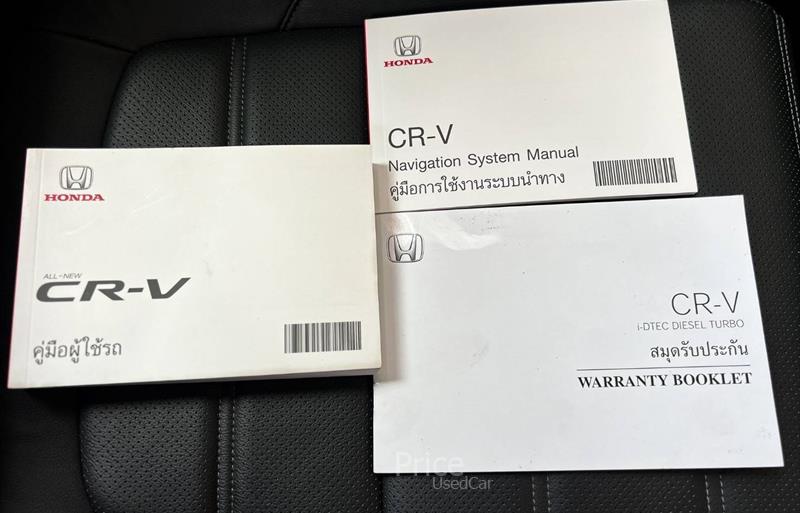 HONDA
CR-V
Navigation System Manual
คู่มือการใช้งานระบบนำทาง
HONDA
ALL-NEW
CR-V
คู่มือผู้ใช้รถ
CR-V
i-DTEC DIESEL TURBO
สมุดรับประกัน
WARRANTY BOOKLET
Price
UsedCar